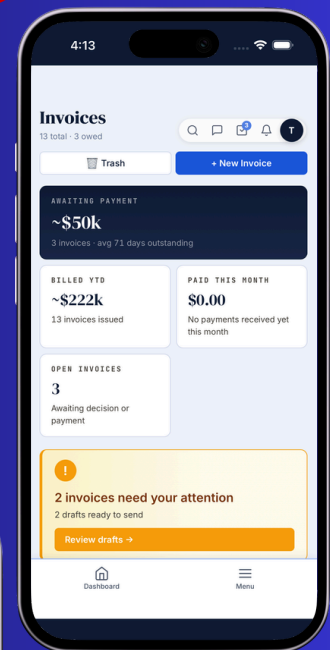 4:13
Invoices
13 total · 3 owed
3
T
Trash
+ New Invoice
AWAITING PAYMENT
~$50k
3 invoices · avg 71 days outstanding
BILLED YTD
~$222k
13 invoices issued
PAID THIS MONTH
$0.00
No payments received yet
this month
OPEN INVOICES
3
Awaiting decision or
payment
!
2 invoices need your attention
2 drafts ready to send
Review drafts →
Dashboard
Menu